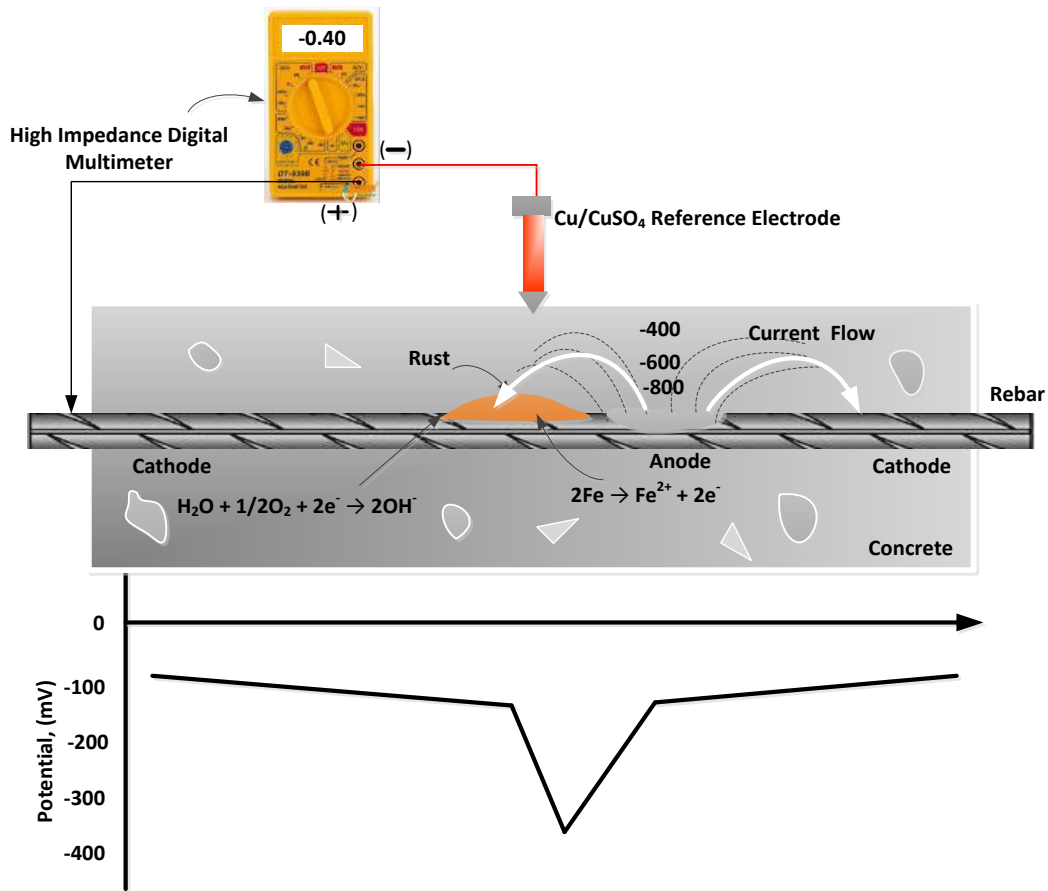 -0.40
High Impedance Digital
Multimeter
(−)
(+)
Cu/CuSO₄ Reference Electrode
-400
Current Flow
Rust
-600
-800
Rebar
Cathode
Anode
Cathode
H₂O + 1/2O₂ + 2e⁻ → 2OH⁻
2Fe → Fe²⁺ + 2e⁻
Concrete
0
-100
-200
-300
-400
Potential, (mV)